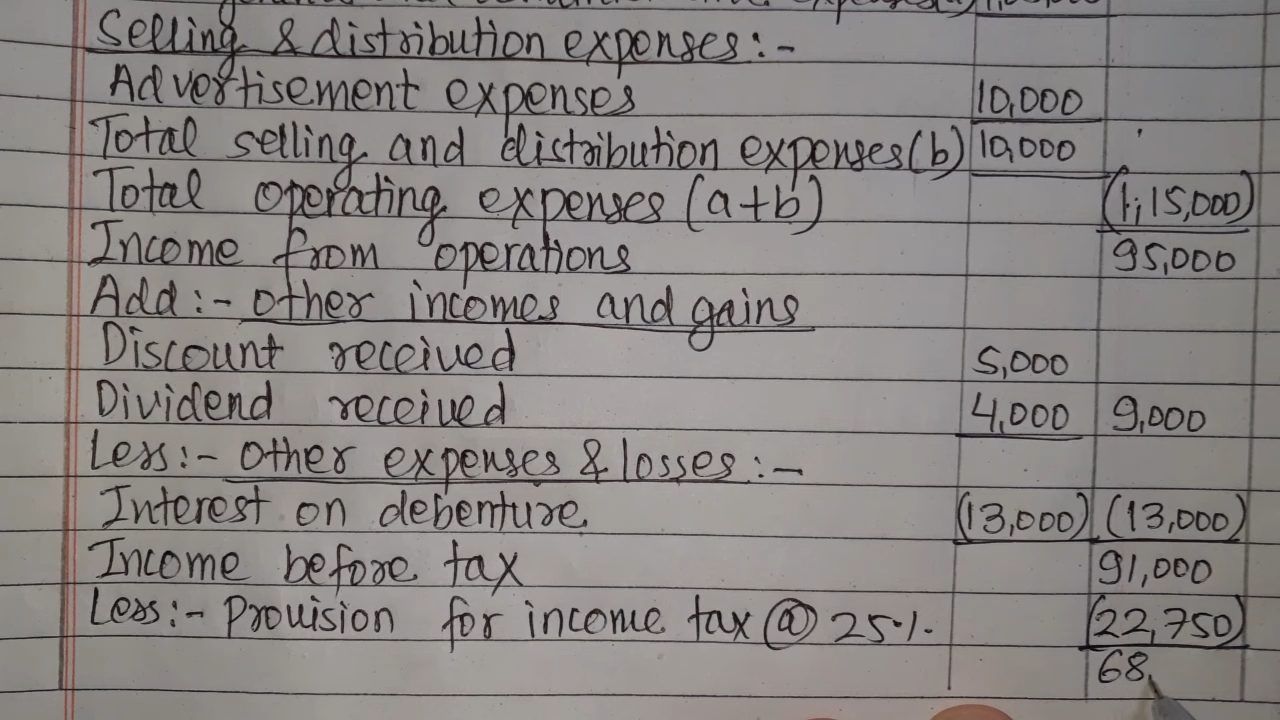 Selling & distribution expenses:-
Advertisement expenses 10,000
Total selling and distribution expenses(b) 10,000
Total operating expenses (a+b) (1,15,000)
Income from operations 95,000
Add:- Other incomes and gains
Discount received 5,000
Dividend received 4,000 9,000
Less:- Other expenses & losses:-
Interest on debenture (13,000) (13,000)
Income before tax 91,000
Less:- Provision for income tax @ 25%. (22,750)
68,